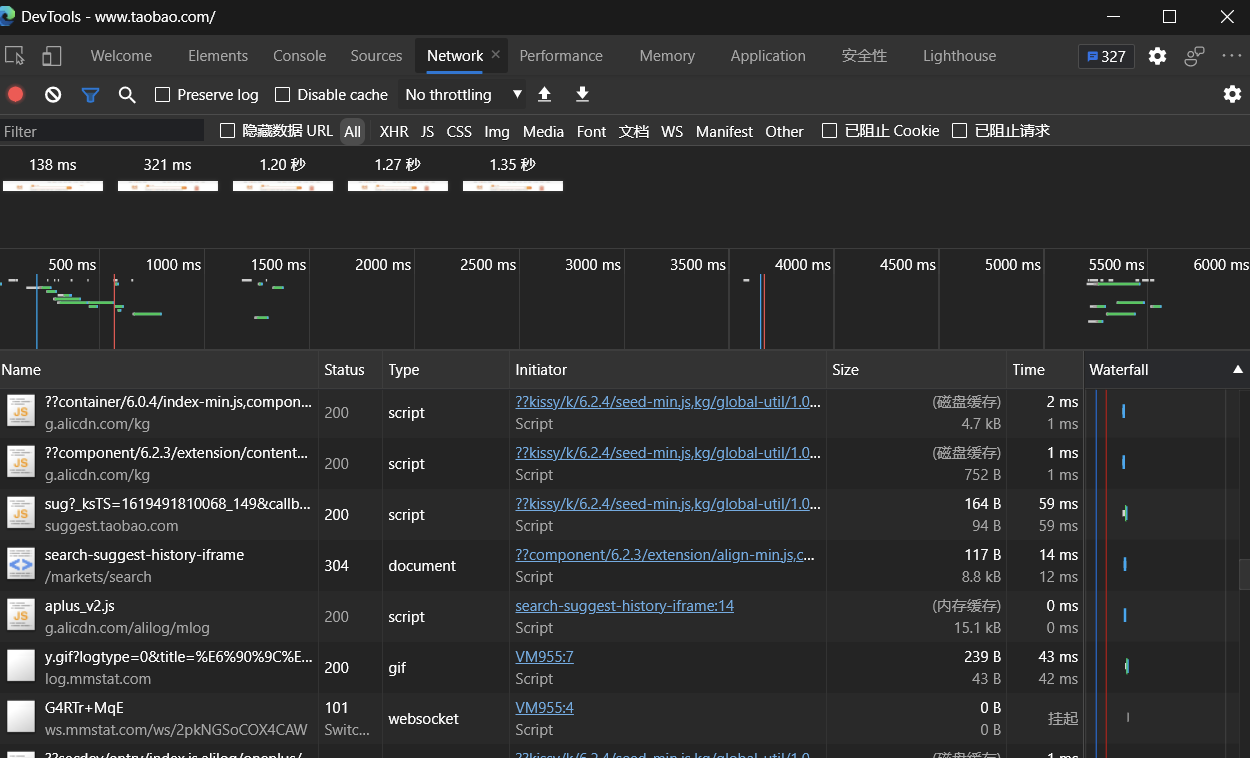 DevTools - www.taobao.com/
Welcome Elements Console Sources Network Performance Memory Application 安全性 Lighthouse 327
Preserve log Disable cache No throttling
Filter 隐藏数据 URL All XHR JS CSS Img Media Font 文档 WS Manifest Other 已阻止 Cookie 已阻止请求
138 ms 321 ms 1.20 秒 1.27 秒 1.35 秒
500 ms 1000 ms 1500 ms 2000 ms 2500 ms 3000 ms 3500 ms 4000 ms 4500 ms 5000 ms 5500 ms 6000 ms
Name Status Type Initiator Size Time Waterfall
??container/6.0.4/index-min.js,compon... 200 script ??kissy/k/6.2.4/seed-min.js,kg/global-util/1.0... (磁盘缓存) 2 ms
g.alicdn.com/kg Script 4.7 kB 1 ms
??component/6.2.3/extension/content... 200 script ??kissy/k/6.2.4/seed-min.js,kg/global-util/1.0... (磁盘缓存) 1 ms
g.alicdn.com/kg Script 752 B 1 ms
sug?_ksTS=1619491810068_149&callb... 200 script ??kissy/k/6.2.4/seed-min.js,kg/global-util/1.0... 164 B 59 ms
suggest.taobao.com Script 94 B 59 ms
search-suggest-history-iframe 304 document ??component/6.2.3/extension/align-min.js,c... 117 B 14 ms
/markets/search Script 8.8 kB 12 ms
aplus_v2.js 200 script search-suggest-history-iframe:14 (内存缓存) 0 ms
g.alicdn.com/alilog/mlog Script 15.1 kB 0 ms
y.gif?logtype=0&title=%E6%90%9C%E... 200 gif VM955:7 239 B 43 ms
log.mmstat.com Script 43 B 42 ms
G4RTr+MqE 101 websocket VM955:4 0 B 挂起
ws.mmstat.com/ws/2pkNGSoCOX4CAW Switc... Script 0 B
??secdev/entry/index.js,alilog/oneplus/... ??kissy/k/6.2.4/seed-min.js,kg/global-util/1.0... (磁盘缓存) 1 ms